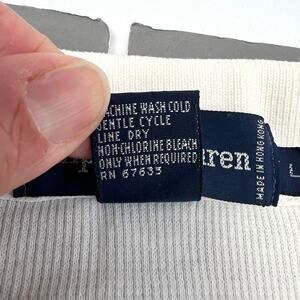 MACHINE WASH COLD
GENTLE CYCLE
LINE DRY
NON-CHLORINE BLEACH
ONLY WHEN REQUIRED
RN 67633
ren
MADE IN HONG KONG
L